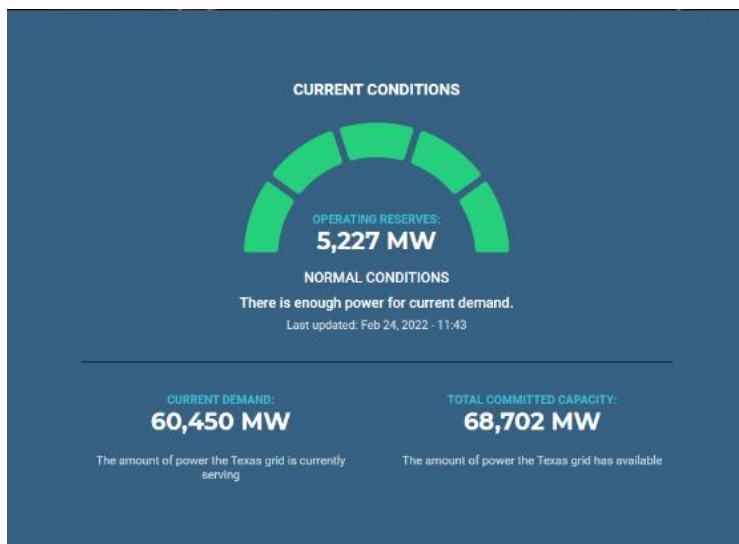 CURRENT CONDITIONS
OPERATING RESERVES:
5,227 MW
NORMAL CONDITIONS
There is enough power for current demand.
Last updated: Feb 24, 2022 - 11:43
CURRENT DEMAND:
60,450 MW
The amount of power the Texas grid is currently
serving
TOTAL COMMITTED CAPACITY:
68,702 MW
The amount of power the Texas grid has available